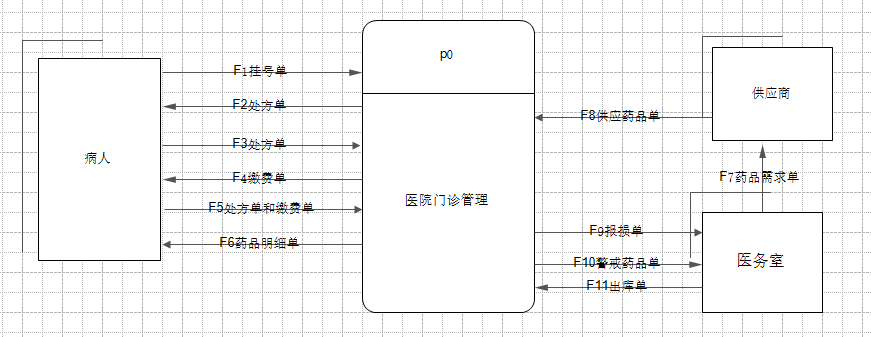 p0
医院门诊管理
病人
F1挂号单
F2处方单
F3处方单
F4缴费单
F5处方单和缴费单
F6药品明细单
供应商
F8供应药品单
F7药品需求单
医务室
F9报损单
F10警戒药品单
F11出库单